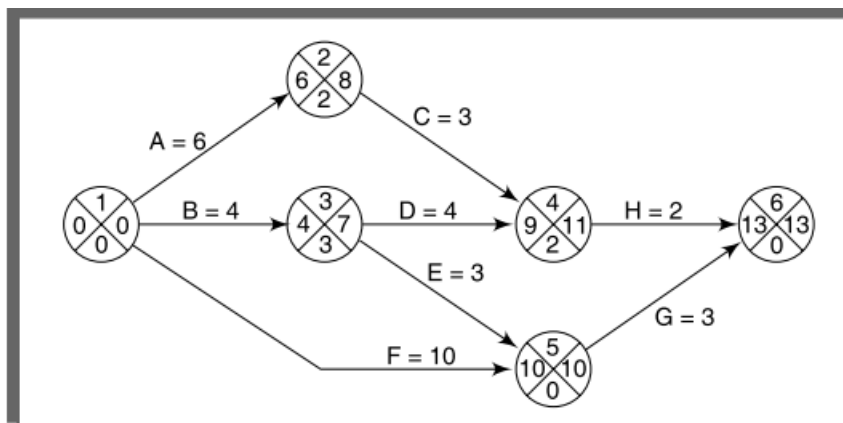 2
6 8
2
A = 6
C = 3
1
0 0
0
B = 4
3
4 7
3
D = 4
4
9 11
2
H = 2
6
13 13
0
E = 3
G = 3
F = 10
5
10 10
0